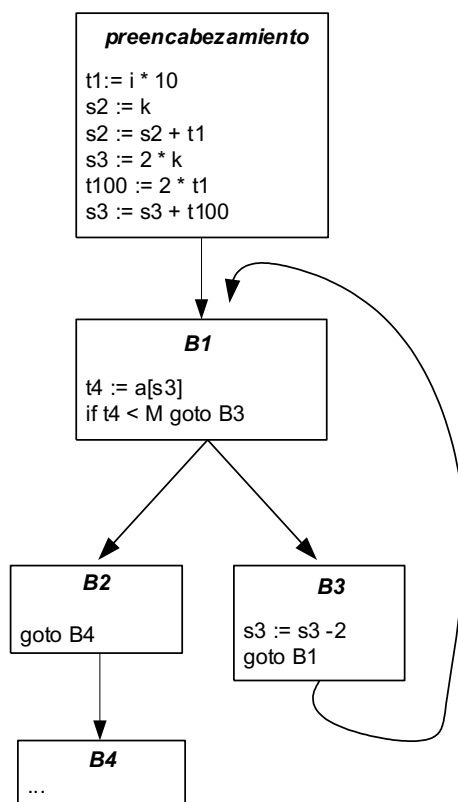 preencabezamiento
t1:= i * 10
s2 := k
s2 := s2 + t1
s3 := 2 * k
t100 := 2 * t1
s3 := s3 + t100
B1
t4 := a[s3]
if t4 < M goto B3
B2
goto B4
B3
s3 := s3 -2
goto B1
B4
...